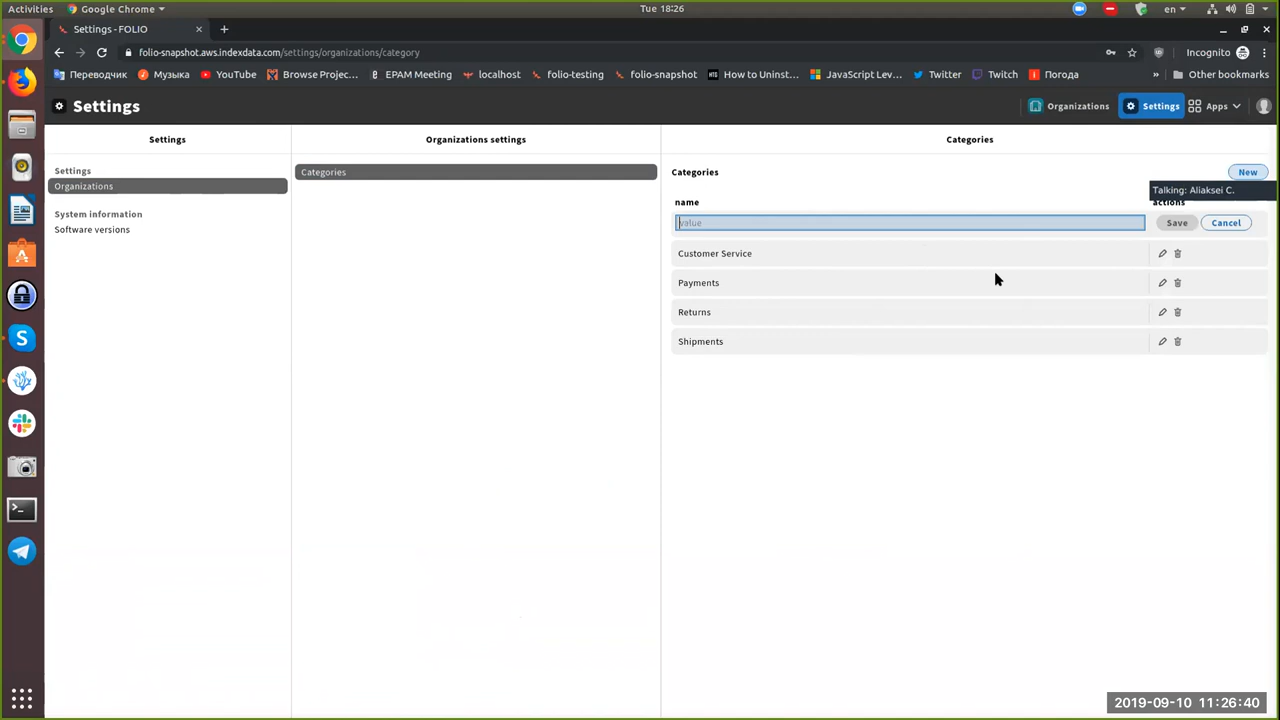 Activities
Google Chrome
Tue 18:26
en
Settings - FOLIO
folio-snapshot.aws.indexdata.com/settings/organizations/category
Incognito
Переводчик
Музыка
YouTube
Browse Projec...
EPAM Meeting
localhost
folio-testing
folio-snapshot
How to Uninst...
JavaScript Lev...
Twitter
Twitch
Погода
»
Other bookmarks
Settings
Organizations
Settings
Apps
Settings
Organizations settings
Categories
Settings
Organizations
System information
Software versions
Categories
Categories
New
Talking: Aliaksei C.
name
actions
value
Save
Cancel
Customer Service
Payments
Returns
Shipments
2019-09-10 11:26:40